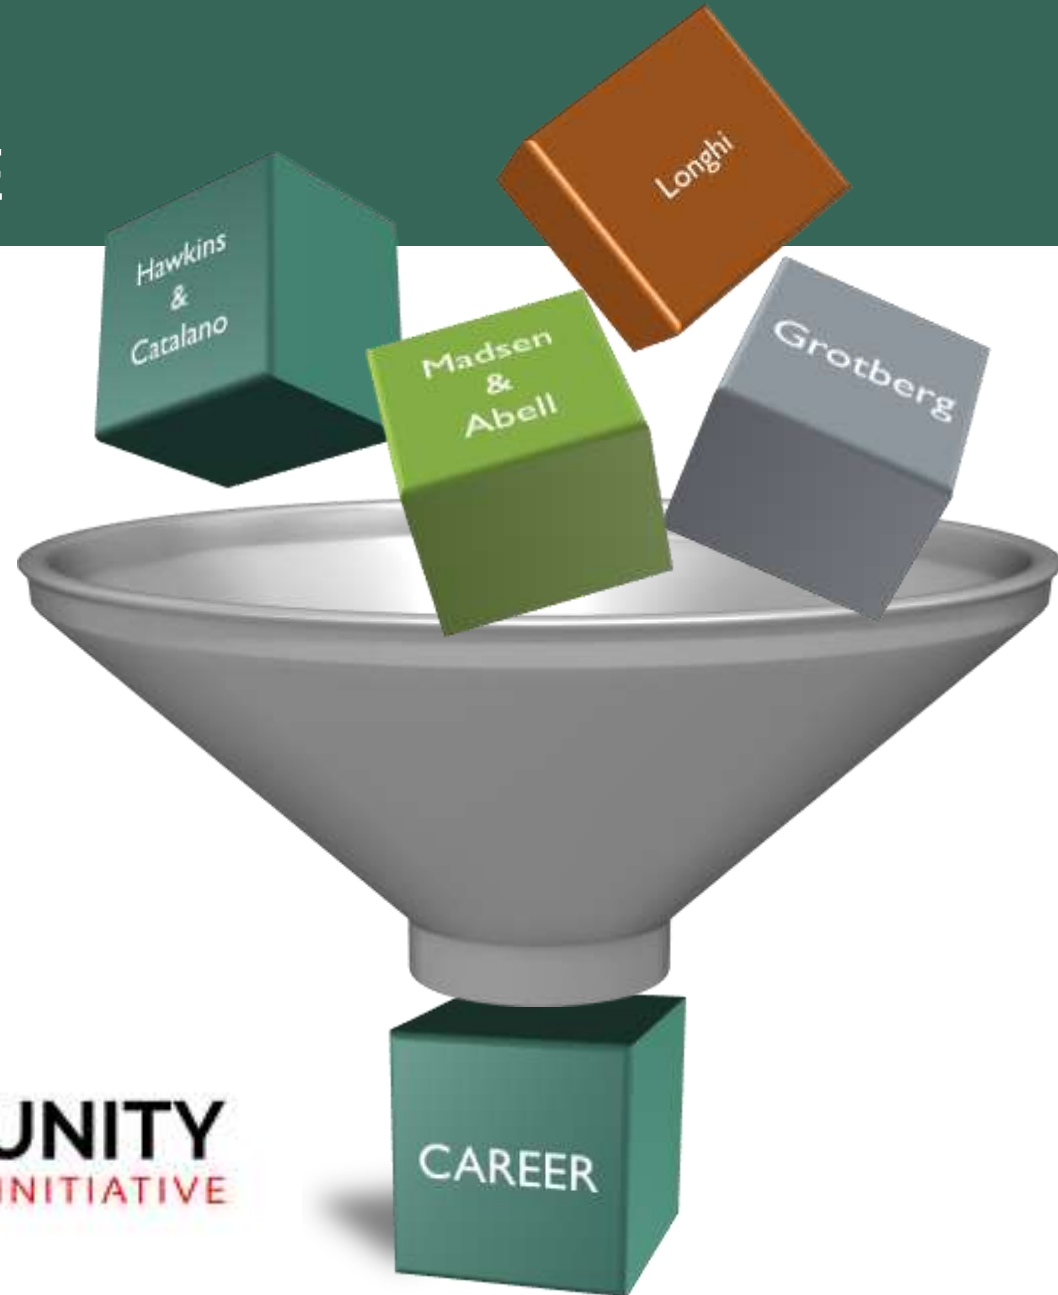 Longhi
Hawkins
&
Catalano
Madsen
&
Abell
Grotberg
CAREER
UNITY
INITIATIVE